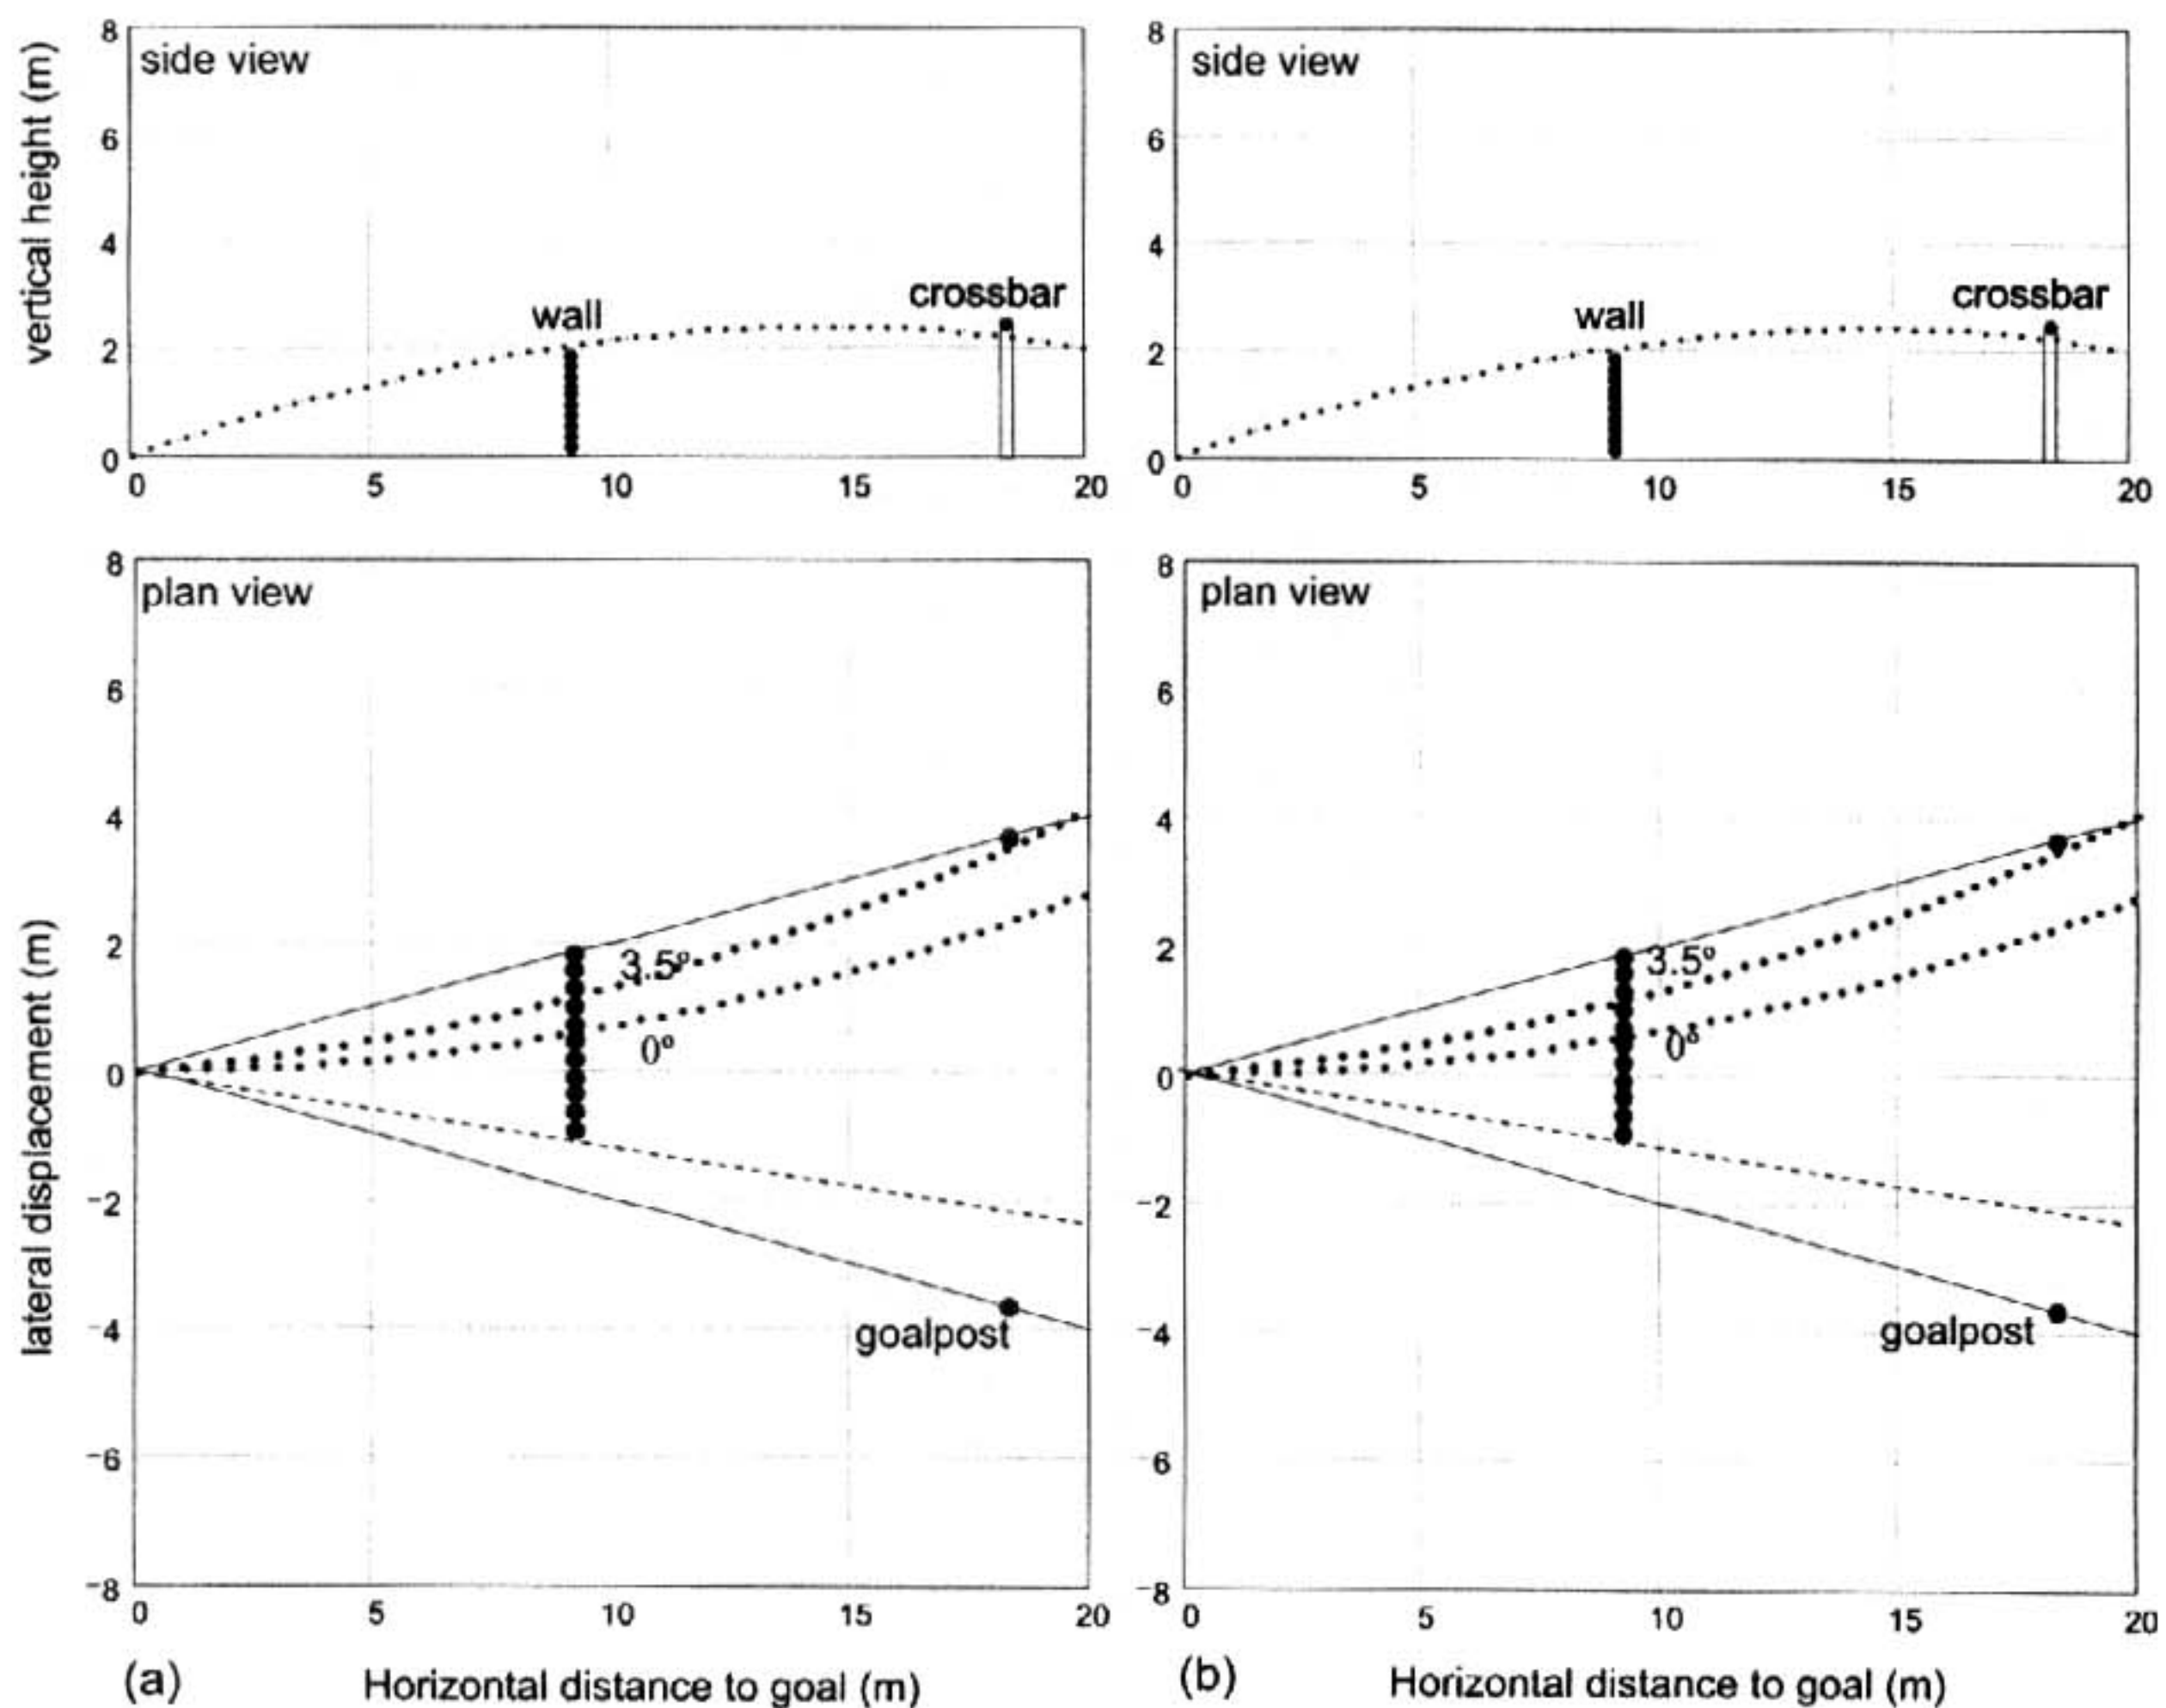 8
side view
6
4
2
0
vertical height (m)
wall
crossbar
0 5 10 15 20
8
side view
6
4
2
0
wall
crossbar
0 5 10 15 20
8
plan view
6
4
2
0
−2
−4
−6
−8
lateral displacement (m)
3.5º
0º
goalpost
0 5 10 15 20
(a) Horizontal distance to goal (m)
8
plan view
6
4
2
0
−2
−4
6
−8
3.5º
0º
goalpost
0 5 10 15 20
(b) Horizontal distance to goal (m)